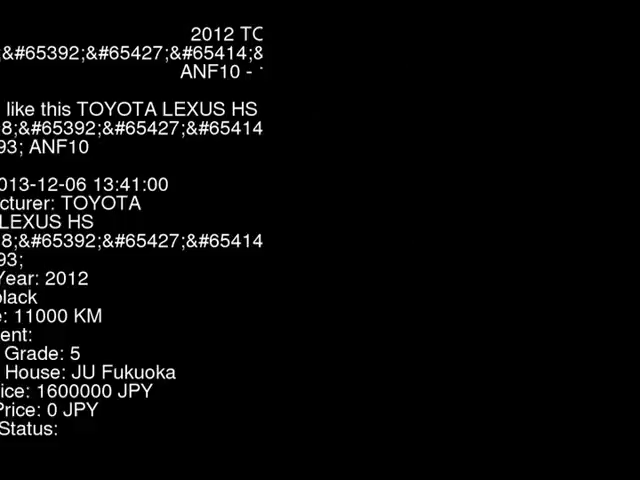 2012 TO
;&#65392;&#65427;&#65414;&
ANF10 -
like this TOYOTA LEXUS HS
8;&#65392;&#65427;&#65414
93; ANF10
013-12-06 13:41:00
cturer: TOYOTA
LEXUS HS
8;&#65392;&#65427;&#65414
93;
Year: 2012
black
e: 11000 KM
ent:
Grade: 5
House: JU Fukuoka
ice: 1600000 JPY
Price: 0 JPY
Status: